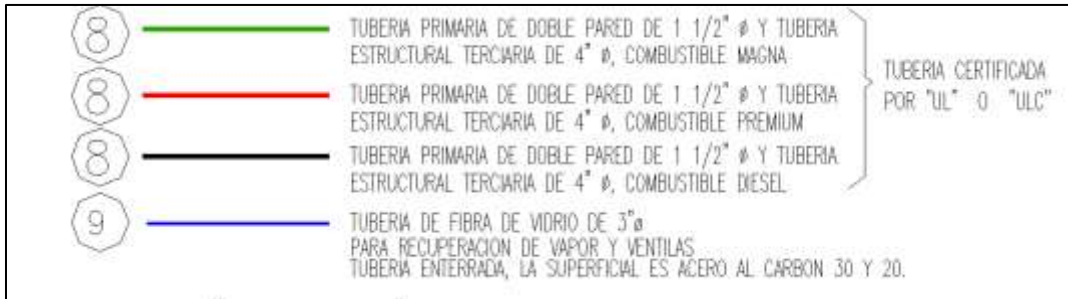 8
TUBERIA PRIMARIA DE DOBLE PARED DE 1 1/2" ø Y TUBERIA
ESTRUCTURAL TERCIARIA DE 4" ø, COMBUSTIBLE MAGNA
8
TUBERIA PRIMARIA DE DOBLE PARED DE 1 1/2" ø Y TUBERIA
ESTRUCTURAL TERCIARIA DE 4" ø, COMBUSTIBLE PREMIUM
8
TUBERIA PRIMARIA DE DOBLE PARED DE 1 1/2" ø Y TUBERIA
ESTRUCTURAL TERCIARIA DE 4" ø, COMBUSTIBLE DIESEL
TUBERIA CERTIFICADA
POR "UL" O "ULC"
9
TUBERIA DE FIBRA DE VIDRIO DE 3"ø
PARA RECUPERACION DE VAPOR Y VENTILAS
TUBERIA ENTERRADA, LA SUPERFICIAL ES ACERO AL CARBON 30 Y 20.